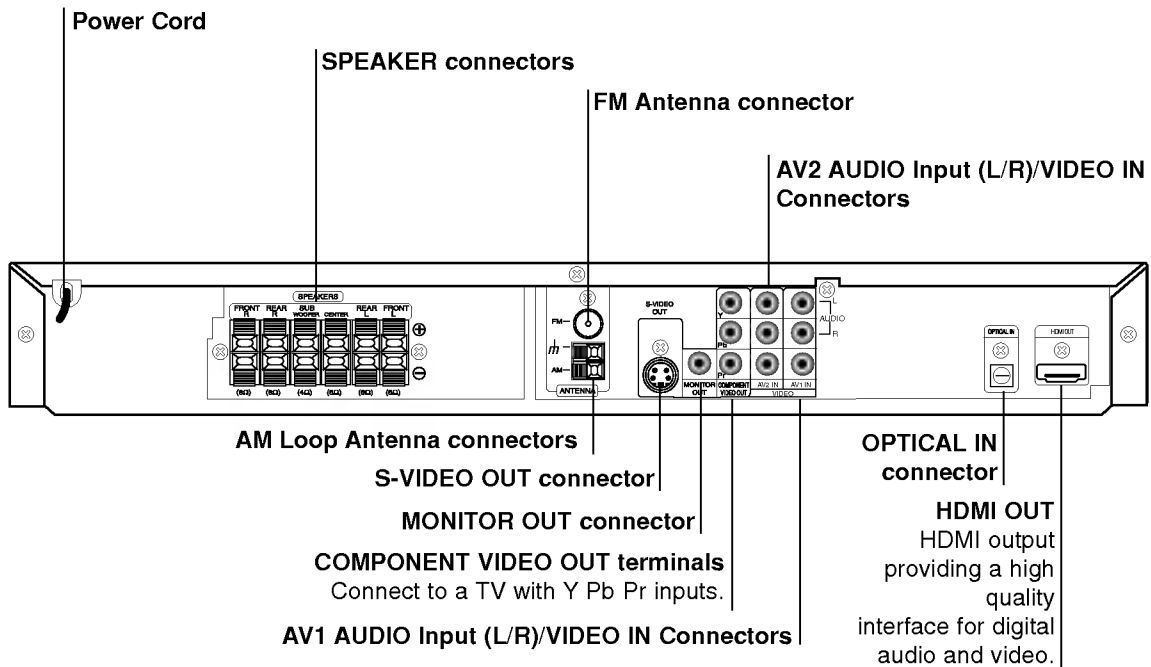 Power Cord
SPEAKER connectors
FM Antenna connector
AV2 AUDIO Input (L/R)/VIDEO IN
Connectors
SPEAKERS
FRONT R
REAR R
SUB WOOFER
CENTER
REAR L
FRONT L
FM
AM
ANTENNA
S-VIDEO
OUT
MONITOR
OUT
Y
Pb
Pr
COMPONENT
VIDEO OUT
AV2 IN
AV1 IN
VIDEO
L
AUDIO
R
OPTICAL IN
HDMI OUT
AM Loop Antenna connectors
S-VIDEO OUT connector
MONITOR OUT connector
COMPONENT VIDEO OUT terminals
Connect to a TV with Y Pb Pr inputs.
AV1 AUDIO Input (L/R)/VIDEO IN Connectors
OPTICAL IN
connector
HDMI OUT
HDMI output
providing a high
quality
interface for digital
audio and video.